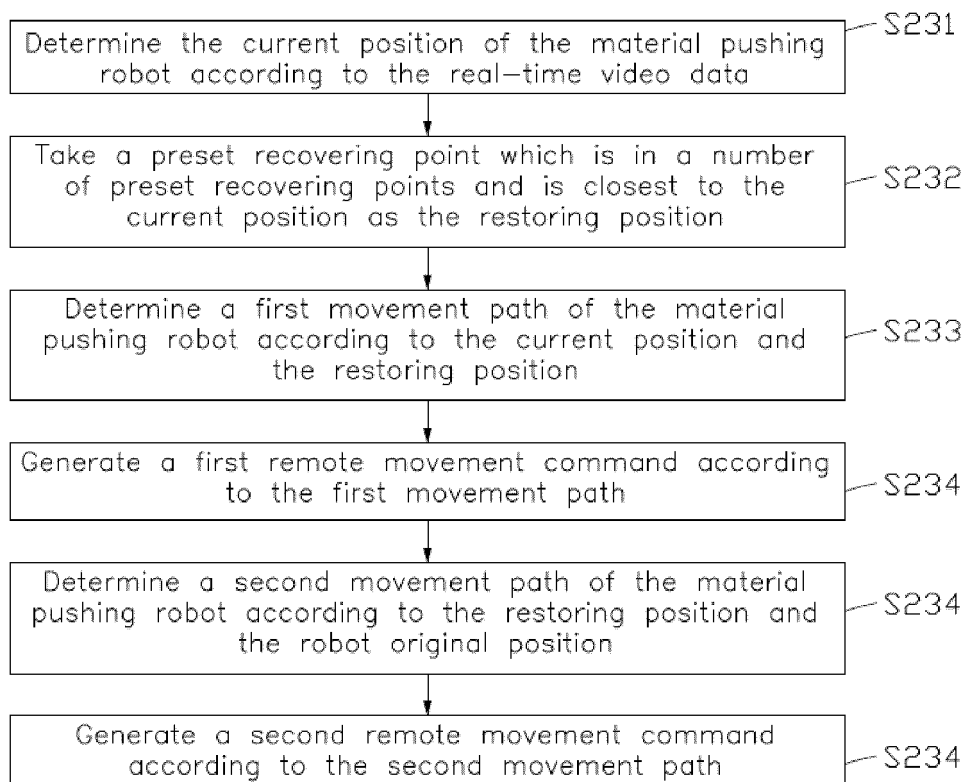 Determine the current position of the material pushing
robot according to the real-time video data
S231
Take a preset recovering point which is in a number
of preset recovering points and is closest to the
current position as the restoring position
S232
Determine a first movement path of the material
pushing robot according to the current position and
the restoring position
S233
Generate a first remote movement command according
to the first movement path
S234
Determine a second movement path of the material
pushing robot according to the restoring position and
the robot original position
S234
Generate a second remote movement command
according to the second movement path
S234